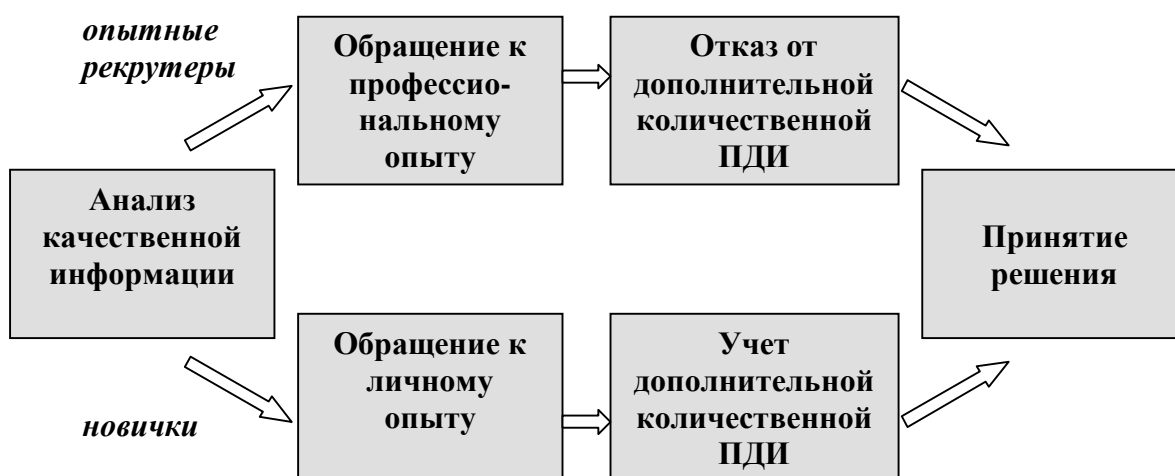 опытные
рекрутеры
Обращение к
профессио-
нальному
опыту
Отказ от
дополнительной
количественной
ПДИ
Анализ
качественной
информации
Принятие
решения
новички
Обращение к
личному
опыту
Учет
дополнительной
количественной
ПДИ